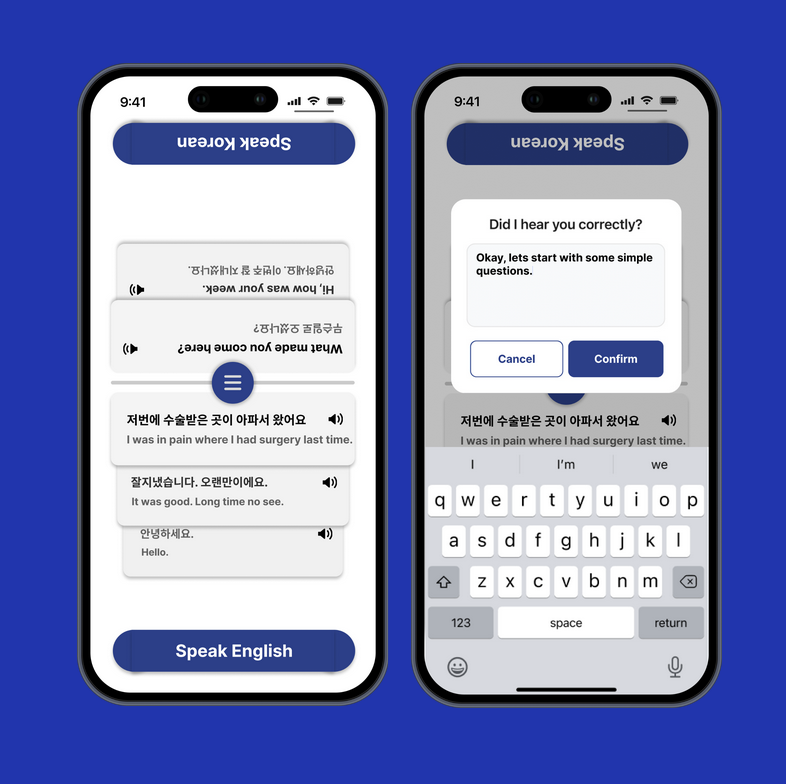 9:41
Speak Korean
안녕하세요. 이번주 잘 지내셨나요.
Hi, how was your week.
무슨일로 오셨나요?
What made you come here?
저번에 수술받은 곳이 아파서 왔어요
I was in pain where I had surgery last time.
잘지냈습니다. 오랜만이에요.
It was good. Long time no see.
안녕하세요.
Hello.
Speak English
9:41
Speak Korean
Did I hear you correctly?
Okay, lets start with some simple
questions.
Cancel
Confirm
저번에 수술받은 곳이 아파서 왔어요
I was in pain where I had surgery last time.
I
I'm
we
q w e r t y u i o p
a s d f g h j k l
z x c v b n m
123
space
return